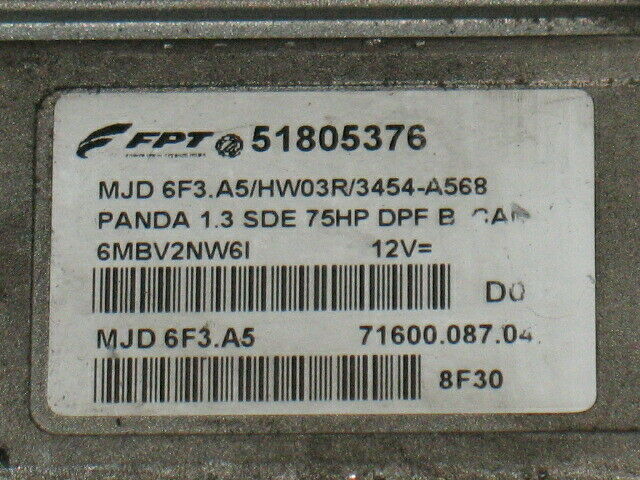 FPT 51805376
MJD 6F3.A5/HW03R/3454-A568
PANDA 1.3 SDE 75HP DPF B CAN
6MBV2NW6I 12V=
D0
MJD 6F3.A5 71600.087.04
8F30